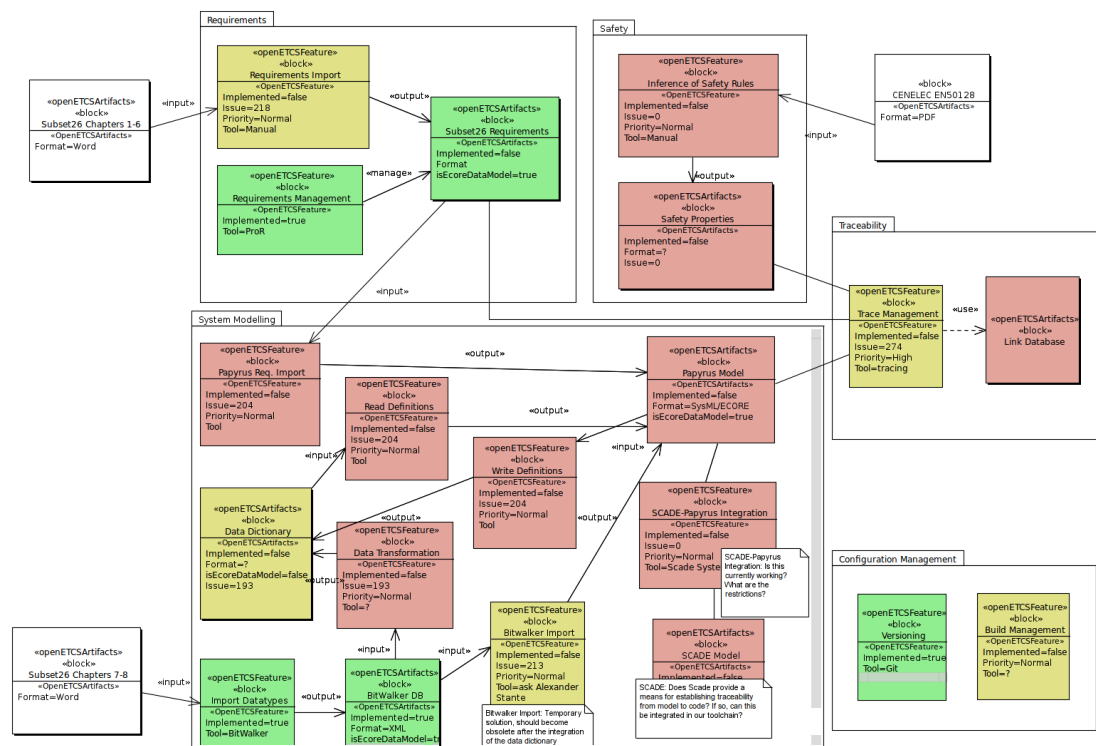 Requirements
«openETCSFeature»
«block»
Requirements Import
«OpenETCSFeature»
Implemented=false
Issue=218
Priority=Normal
Tool=Manual
«openETCSArtifacts»
«block»
Subset26 Chapters 1-6
«OpenETCSArtifacts»
Format=Word
«input»
«output»
«openETCSArtifacts»
«block»
Subset26 Requirements
«OpenETCSArtifacts»
Implemented=false
Format
isEcoreDataModel=true
«manage»
«openETCSFeature»
«block»
Requirements Management
«OpenETCSFeature»
Implemented=true
Tool=ProR
«input»
Safety
«openETCSFeature»
«block»
Inference of Safety Rules
«OpenETCSFeature»
Implemented=false
Issue=0
Priority=Normal
Tool=Manual
«block»
CENELEC EN50128
«OpenETCSArtifacts»
Format=PDF
«input»
«output»
«openETCSArtifacts»
«block»
Safety Properties
«OpenETCSArtifacts»
Implemented=false
Format=?
Issue=0
Traceability
«openETCSFeature»
«block»
Trace Management
«OpenETCSFeature»
Implemented=false
Issue=274
Priority=High
Tool=tracing
«use»
«openETCSArtifacts»
«block»
Link Database
System Modelling
«openETCSFeature»
«block»
Papyrus Req. Import
«OpenETCSFeature»
Implemented=false
Issue=204
Priority=Normal
Tool
«output»
«openETCSArtifacts»
«block»
Papyrus Model
«OpenETCSArtifacts»
Implemented=false
Format=SysML/ECORE
isEcoreDataModel=true
«openETCSFeature»
«block»
Read Definitions
«OpenETCSFeature»
Implemented=false
Issue=204
Priority=Normal
Tool
«output»
«input»
«input»
«openETCSFeature»
«block»
Write Definitions
«OpenETCSFeature»
Implemented=false
Issue=204
Priority=Normal
Tool
«output»
«output»
«openETCSArtifacts»
«block»
Data Dictionary
«OpenETCSArtifacts»
Implemented=false
Format=?
isEcoreDataModel=false
Issue=193
«output»
«openETCSFeature»
«block»
Data Transformation
«OpenETCSFeature»
Implemented=false
Issue=193
Priority=Normal
Tool=?
«openETCSFeature»
«block»
SCADE-Papyrus Integration
«OpenETCSFeature»
Implemented=false
Issue=0
Priority=Normal
Tool=Scade Syste
SCADE-Papyrus
Integration: Is this
currently working?
What are the
restrictions?
«openETCSFeature»
«block»
Bitwalker Import
«OpenETCSFeature»
Implemented=false
Issue=213
Priority=Normal
Tool=ask Alexander
Stante
Bitwalker Import: Temporary
solution, should become
obsolete after the integration
of the data dictionary
«openETCSArtifacts»
«block»
SCADE Model
«OpenETCSArtifacts»
Implemented=false
SCADE: Does Scade provide a
means for establishing traceability
from model to code? If so, can this
be integrated in our toolchain?
«openETCSArtifacts»
«block»
Subset26 Chapters 7-8
«OpenETCSArtifacts»
Format=Word
«input»
«openETCSFeature»
«block»
Import Datatypes
«OpenETCSFeature»
Implemented=true
Tool=BitWalker
«output»
«input»
«input»
«openETCSArtifacts»
«block»
BitWalker DB
«OpenETCSArtifacts»
Implemented=true
Format=XML
isEcoreDataModel=tr
Configuration Management
«openETCSFeature»
«block»
Versioning
«OpenETCSFeature»
Implemented=true
Tool=Git
«openETCSFeature»
«block»
Build Management
«OpenETCSFeature»
Implemented=false
Priority=Normal
Tool=?